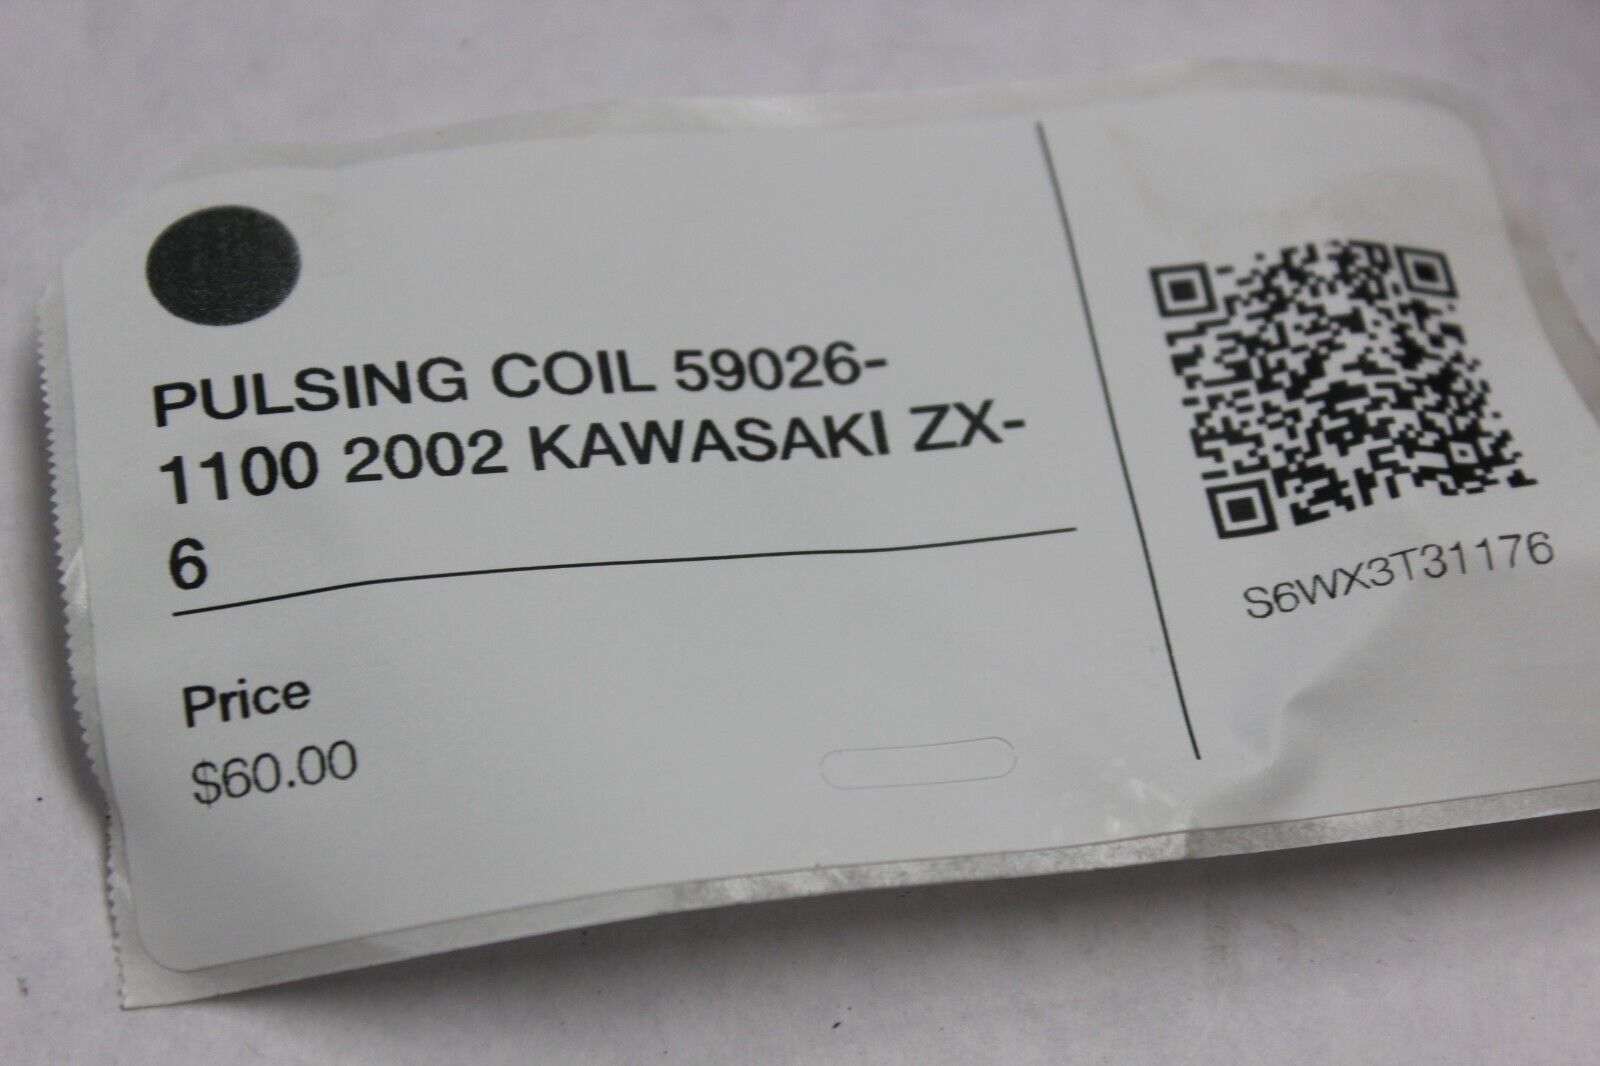 PULSING COIL 59026-
1100 2002 KAWASAKI ZX-
6
Price
$60.00
S6WX3T31176